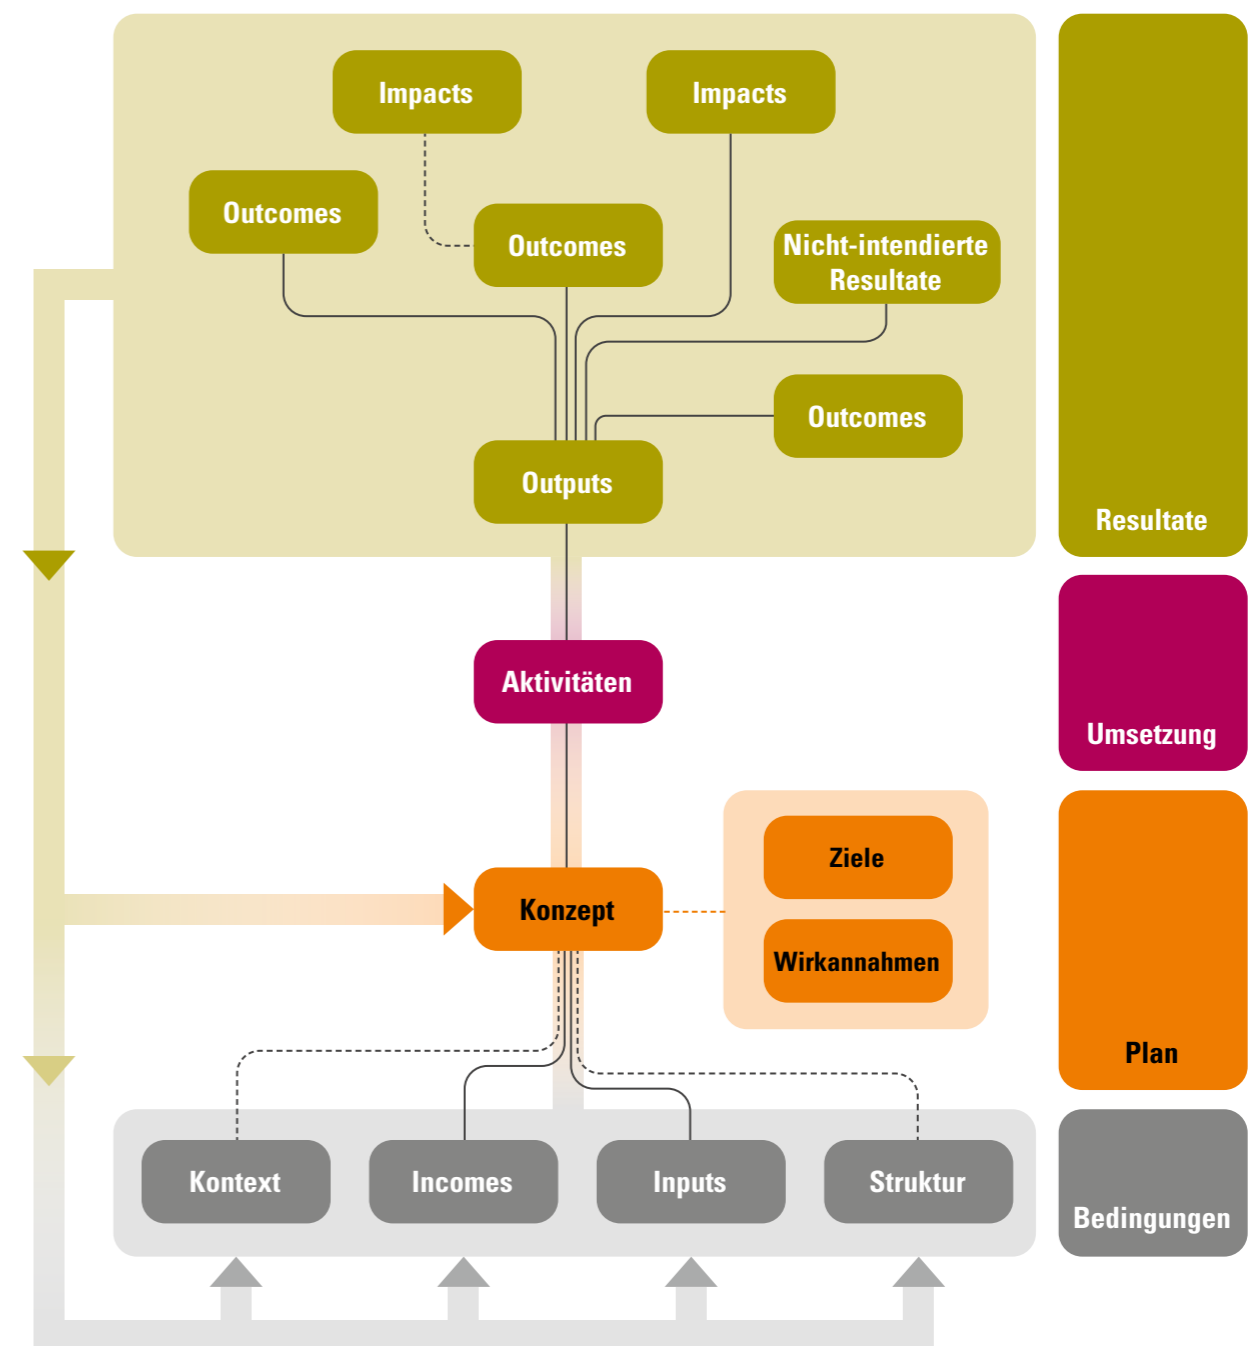 Impacts
Impacts
Outcomes
Outcomes
Nicht-intendierte
Resultate
Outcomes
Outputs
Resultate
Aktivitäten
Umsetzung
Ziele
Konzept
Wirkannahmen
Plan
Kontext
Incomes
Inputs
Struktur
Bedingungen